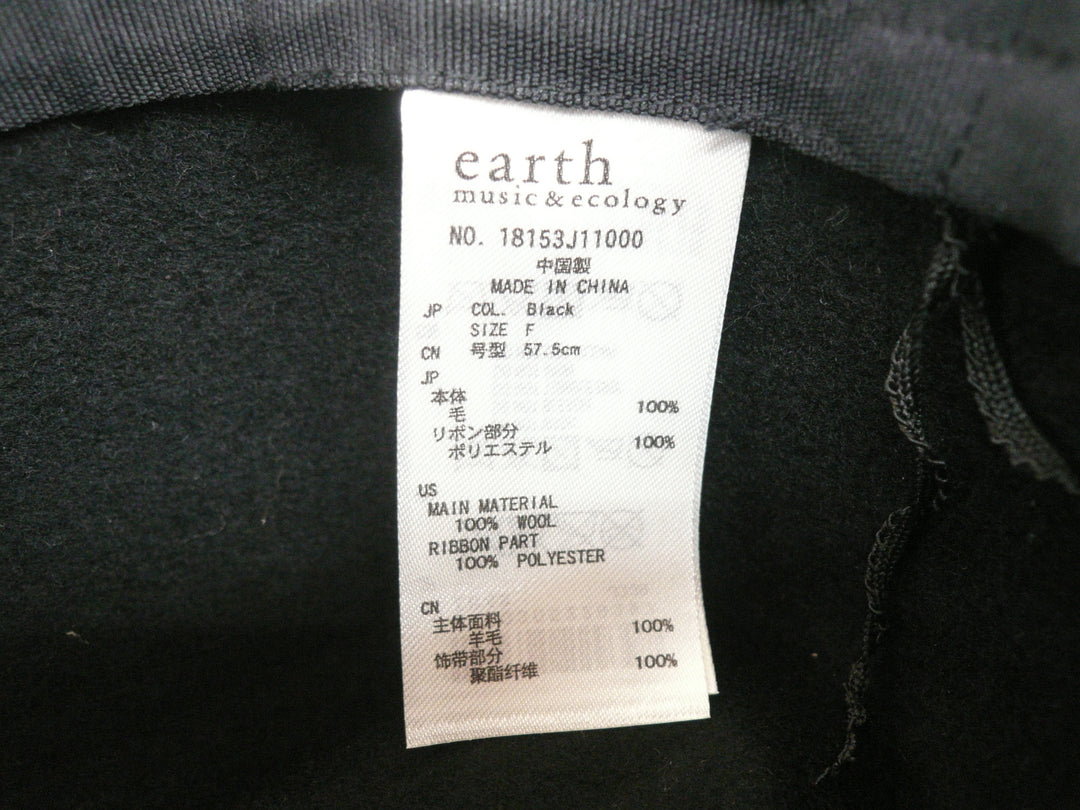 earth
music&ecology
NO. 18153J11000
中国製
MADE IN CHINA
JP COL. Black
SIZE F
CN 号型 57.5cm
JP
本体
毛 100%
リボン部分
ポリエステル 100%
US
MAIN MATERIAL
100% WOOL
RIBBON PART
100% POLYESTER
CN
主体面料
羊毛 100%
饰带部分
聚酯纤维 100%